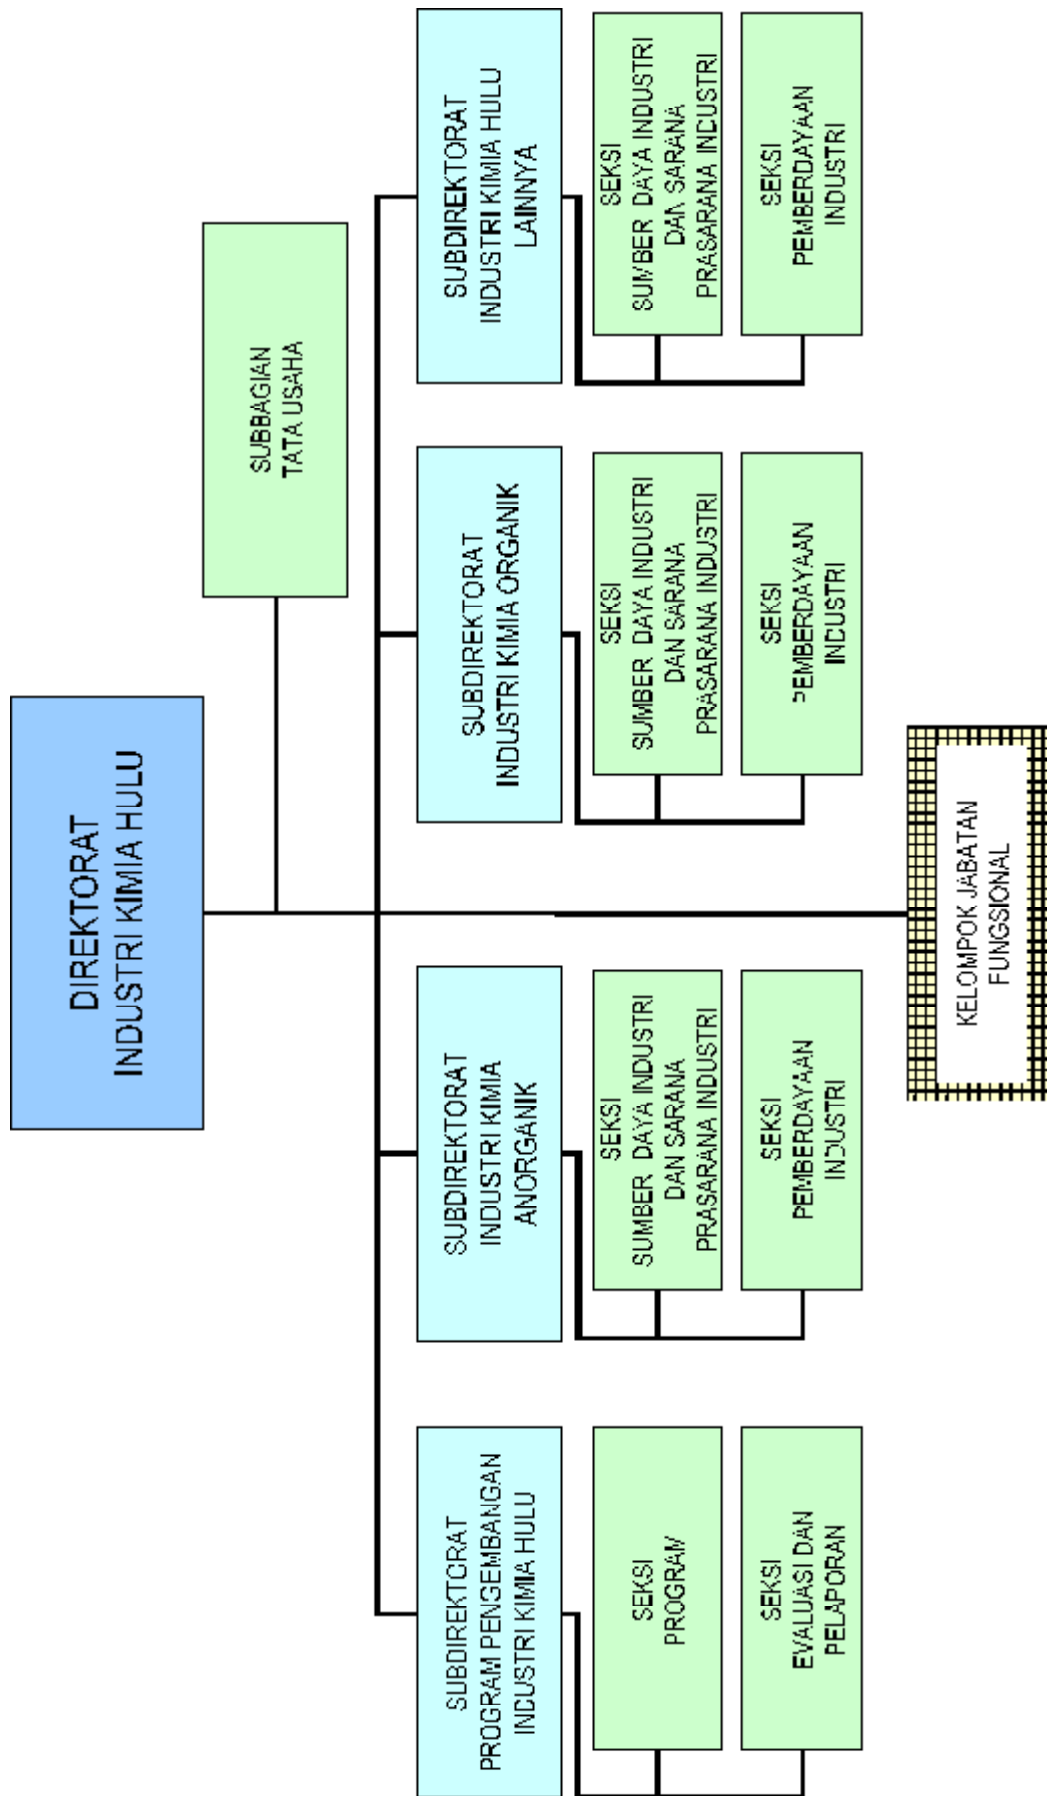 DIREKTORAT
INDUSTRI KIMIA HULU
SUBBAGIAN
TATA USAHA
SUBDIREKTORAT
PROGRAM PENGEMBANGAN
INDUSTRI KIMIA HULU
SUBDIREKTORAT
INDUSTRI KIMIA
ANORGANIK
SUBDIREKTORAT
INDUSTRI KIMIA ORGANIK
SUBDIREKTORAT
INDUSTRI KIMIA HULU
LAINNYA
SEKSI
PROGRAM
SEKSI
SUMBER DAYA INDUSTRI
DAN SARANA
PRASARANA INDUSTRI
SEKSI
SUMBER DAYA INDUSTRI
DAN SARANA
PRASARANA INDUSTRI
SEKSI
SUMBER DAYA INDUSTRI
DAN SARANA
PRASARANA INDUSTRI
SEKSI
EVALUASI DAN
PELAPORAN
SEKSI
PEMBERDAYAAN
INDUSTRI
SEKSI
PEMBERDAYAAN
INDUSTRI
SEKSI
PEMBERDAYAAN
INDUSTRI
KELOMPOK JABATAN
FUNGSIONAL